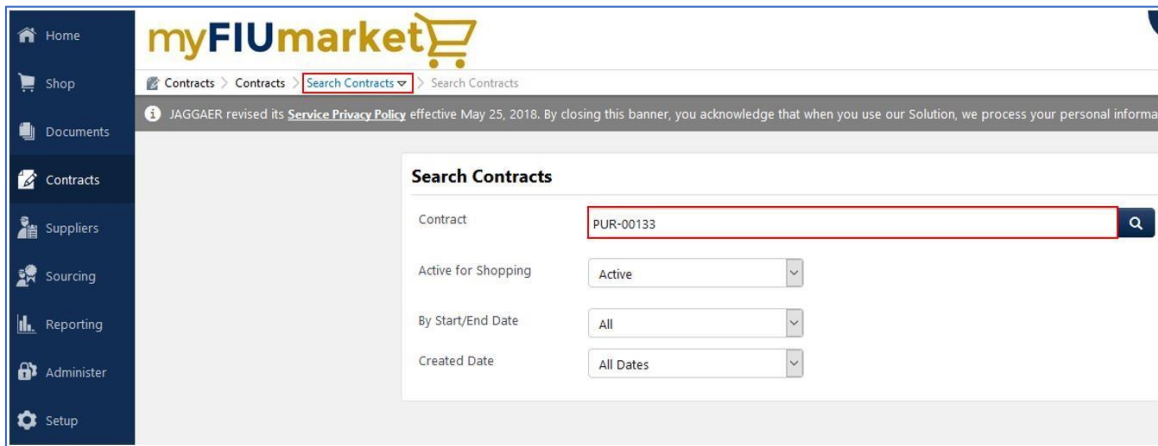 Home
myFIUmarket
Shop
Contracts > Contracts > Search Contracts > Search Contracts
JAGGAER revised its Service Privacy Policy effective May 25, 2018. By closing this banner, you acknowledge that when you use our Solution, we process your personal informa
Documents
Contracts
Suppliers
Sourcing
Reporting
Administer
Setup
Search Contracts
Contract PUR-00133
Active for Shopping Active
By Start/End Date All
Created Date All Dates